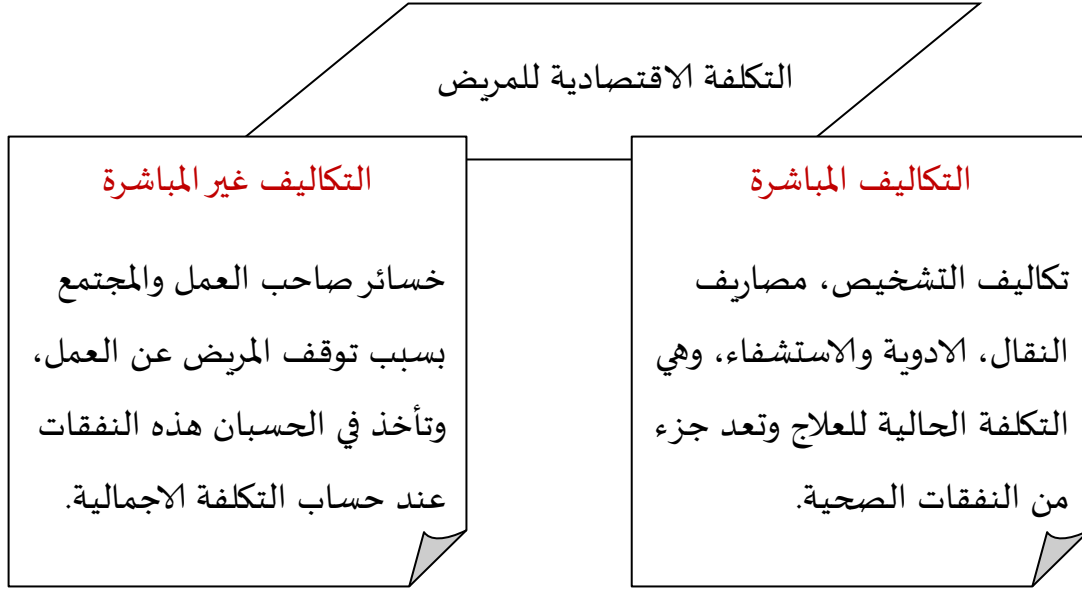 التكلفة الاقتصادية للمريض
التكاليف المباشرة
تكاليف التشخيص، مصاريف
النقال، الادوية والاستشفاء، وهي
التكلفة الحالية للعلاج وتعد جزء
من النفقات الصحية.
التكاليف غير المباشرة
خسائر صاحب العمل والمجتمع
بسبب توقف المريض عن العمل،
وتأخذ في الحسبان هذه النفقات
عند حساب التكلفة الاجمالية.